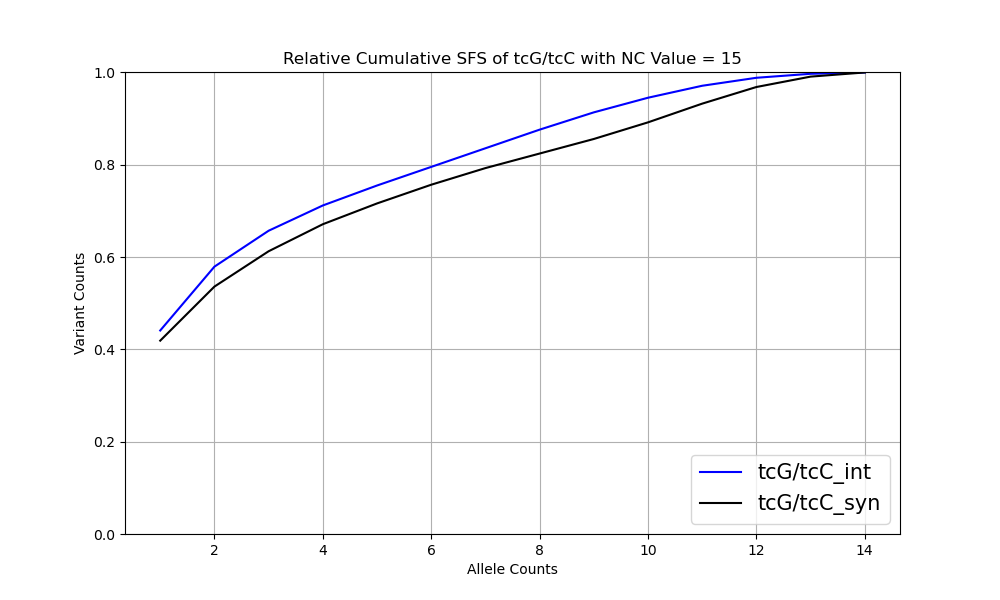 Relative Cumulative SFS of tcG/tcC with NC Value = 15
1.0
0.8
0.6
0.4
0.2
0.0
Variant Counts
2 4 6 8 10 12 14
Allele Counts
tcG/tcC_int
tcG/tcC_syn